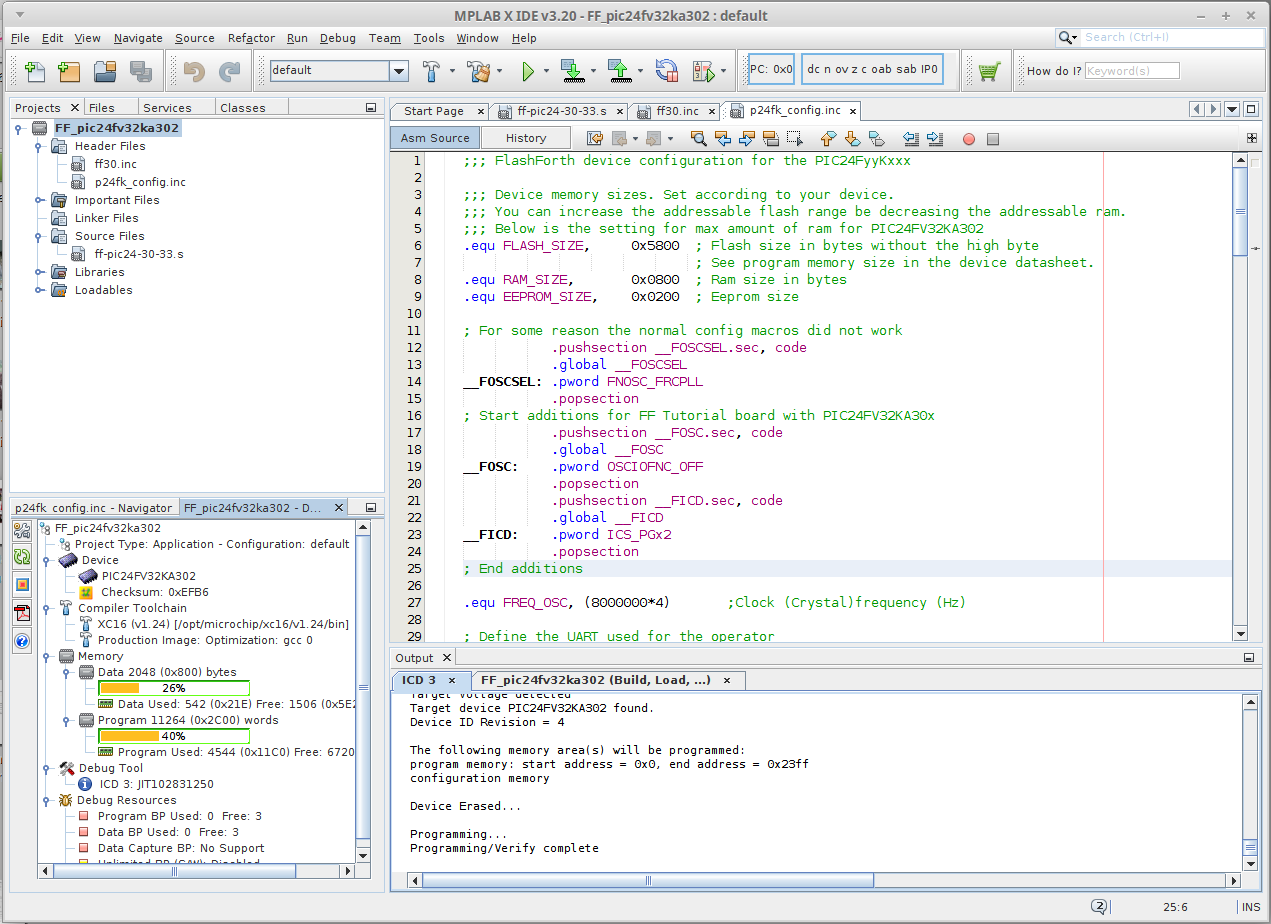 MPLAB X IDE v3.20 - FF_pic24fv32ka302 : default
File Edit View Navigate Source Refactor Run Debug Team Tools Window Help
Search (Ctrl+I)
default
PC: 0x0
dc n ov z c oab sab IP0
How do I? Keyword(s)
Projects Files Services Classes
FF_pic24fv32ka302
Header Files
ff30.inc
p24fk_config.inc
Important Files
Linker Files
Source Files
ff-pic24-30-33.s
Libraries
Loadables
p24fk_config.inc - Navigator FF_pic24fv32ka302 - D...
FF_pic24fv32ka302
Project Type: Application - Configuration: default
Device
PIC24FV32KA302
Checksum: 0xEFB6
Compiler Toolchain
XC16 (v1.24) [/opt/microchip/xc16/v1.24/bin]
Production Image: Optimization: gcc 0
Memory
Data 2048 (0x800) bytes
26%
Data Used: 542 (0x21E) Free: 1506 (0x5E2
Program 11264 (0x2C00) words
40%
Program Used: 4544 (0x11C0) Free: 6720
Debug Tool
ICD 3: JIT102831250
Debug Resources
Program BP Used: 0 Free: 3
Data BP Used: 0 Free: 3
Data Capture BP: No Support
Unlimited BP (S/W): Disabled
Start Page ff-pic24-30-33.s ff30.inc p24fk_config.inc
Asm Source History
1 ;;; FlashForth device configuration for the PIC24FyyKxxx
2
3 ;;; Device memory sizes. Set according to your device.
4 ;;; You can increase the addressable flash range be decreasing the addressable ram.
5 ;;; Below is the setting for max amount of ram for PIC24FV32KA302
6 .equ FLASH_SIZE, 0x5800 ; Flash size in bytes without the high byte
7 ; See program memory size in the device datasheet.
8 .equ RAM_SIZE, 0x0800 ; Ram size in bytes
9 .equ EEPROM_SIZE, 0x0200 ; Eeprom size
10
11 ; For some reason the normal config macros did not work
12 .pushsection __FOSCSEL.sec, code
13 .global __FOSCSEL
14 __FOSCSEL: .pword FNOSC_FRCPLL
15 .popsection
16 ; Start additions for FF Tutorial board with PIC24FV32KA30x
17 .pushsection __FOSC.sec, code
18 .global __FOSC
19 __FOSC: .pword OSCIOFNC_OFF
20 .popsection
21 .pushsection __FICD.sec, code
22 .global __FICD
23 __FICD: .pword ICS_PGx2
24 .popsection
25 ; End additions
26
27 .equ FREQ_OSC, (8000000*4) ;Clock (Crystal)frequency (Hz)
28
29 ; Define the UART used for the operator
Output
ICD 3 FF_pic24fv32ka302 (Build, Load, ...)
Target voltage detected
Target device PIC24FV32KA302 found.
Device ID Revision = 4
The following memory area(s) will be programmed:
program memory: start address = 0x0, end address = 0x23ff
configuration memory
Device Erased...
Programming...
Programming/Verify complete
2 25:6 INS